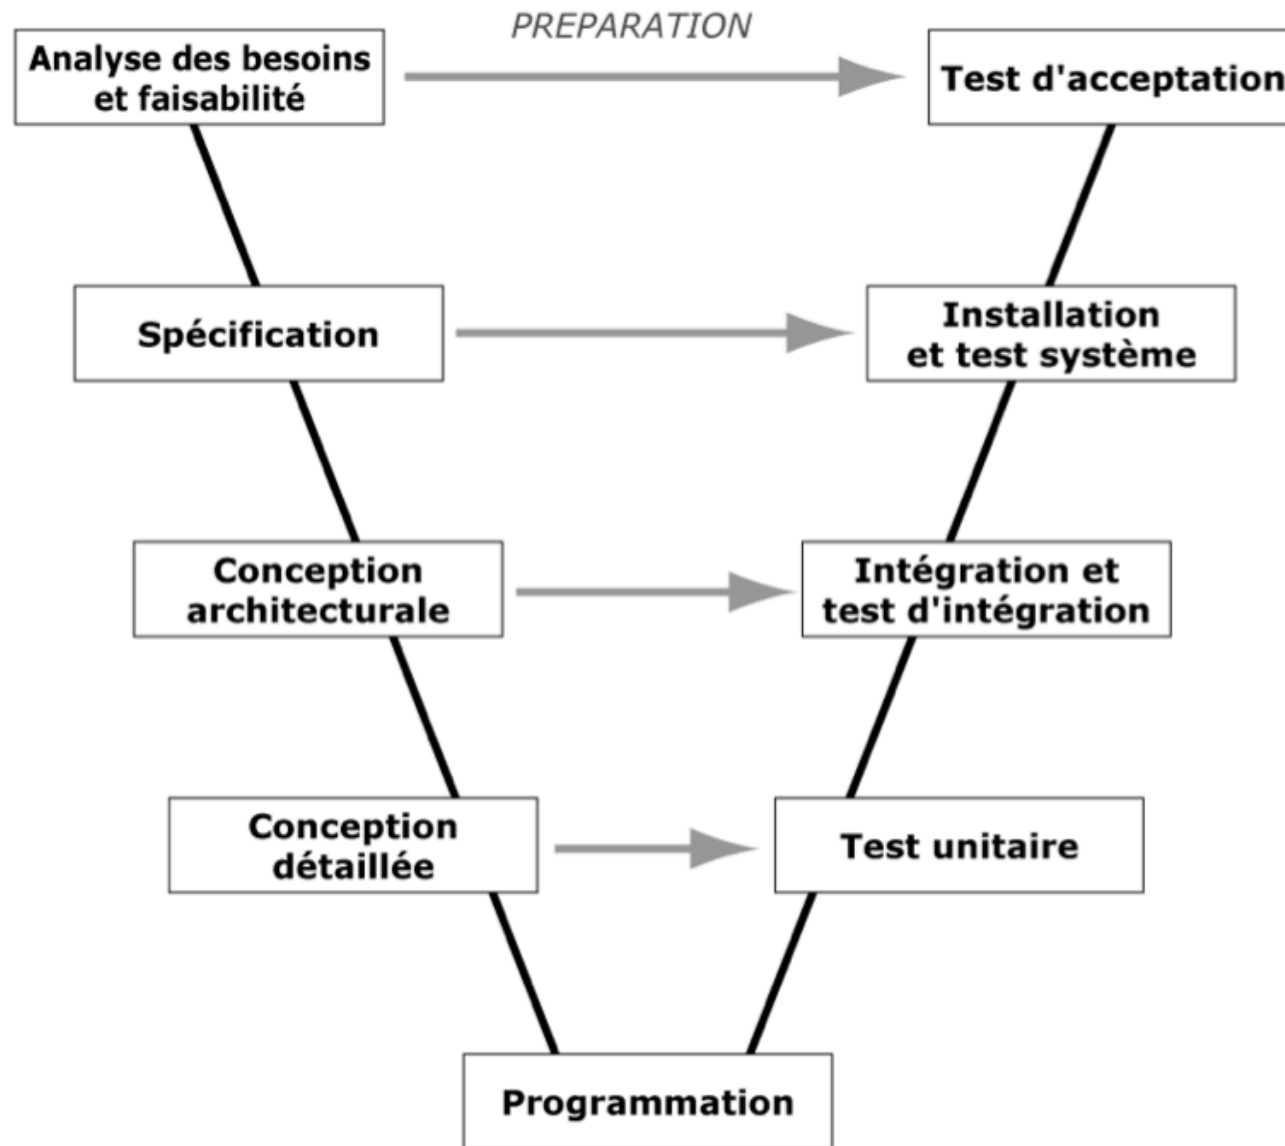 PREPARATION
Analyse des besoins
et faisabilité
Test d'acceptation
Spécification
Installation
et test système
Conception
architecturale
Intégration et
test d'intégration
Conception
détaillée
Test unitaire
Programmation